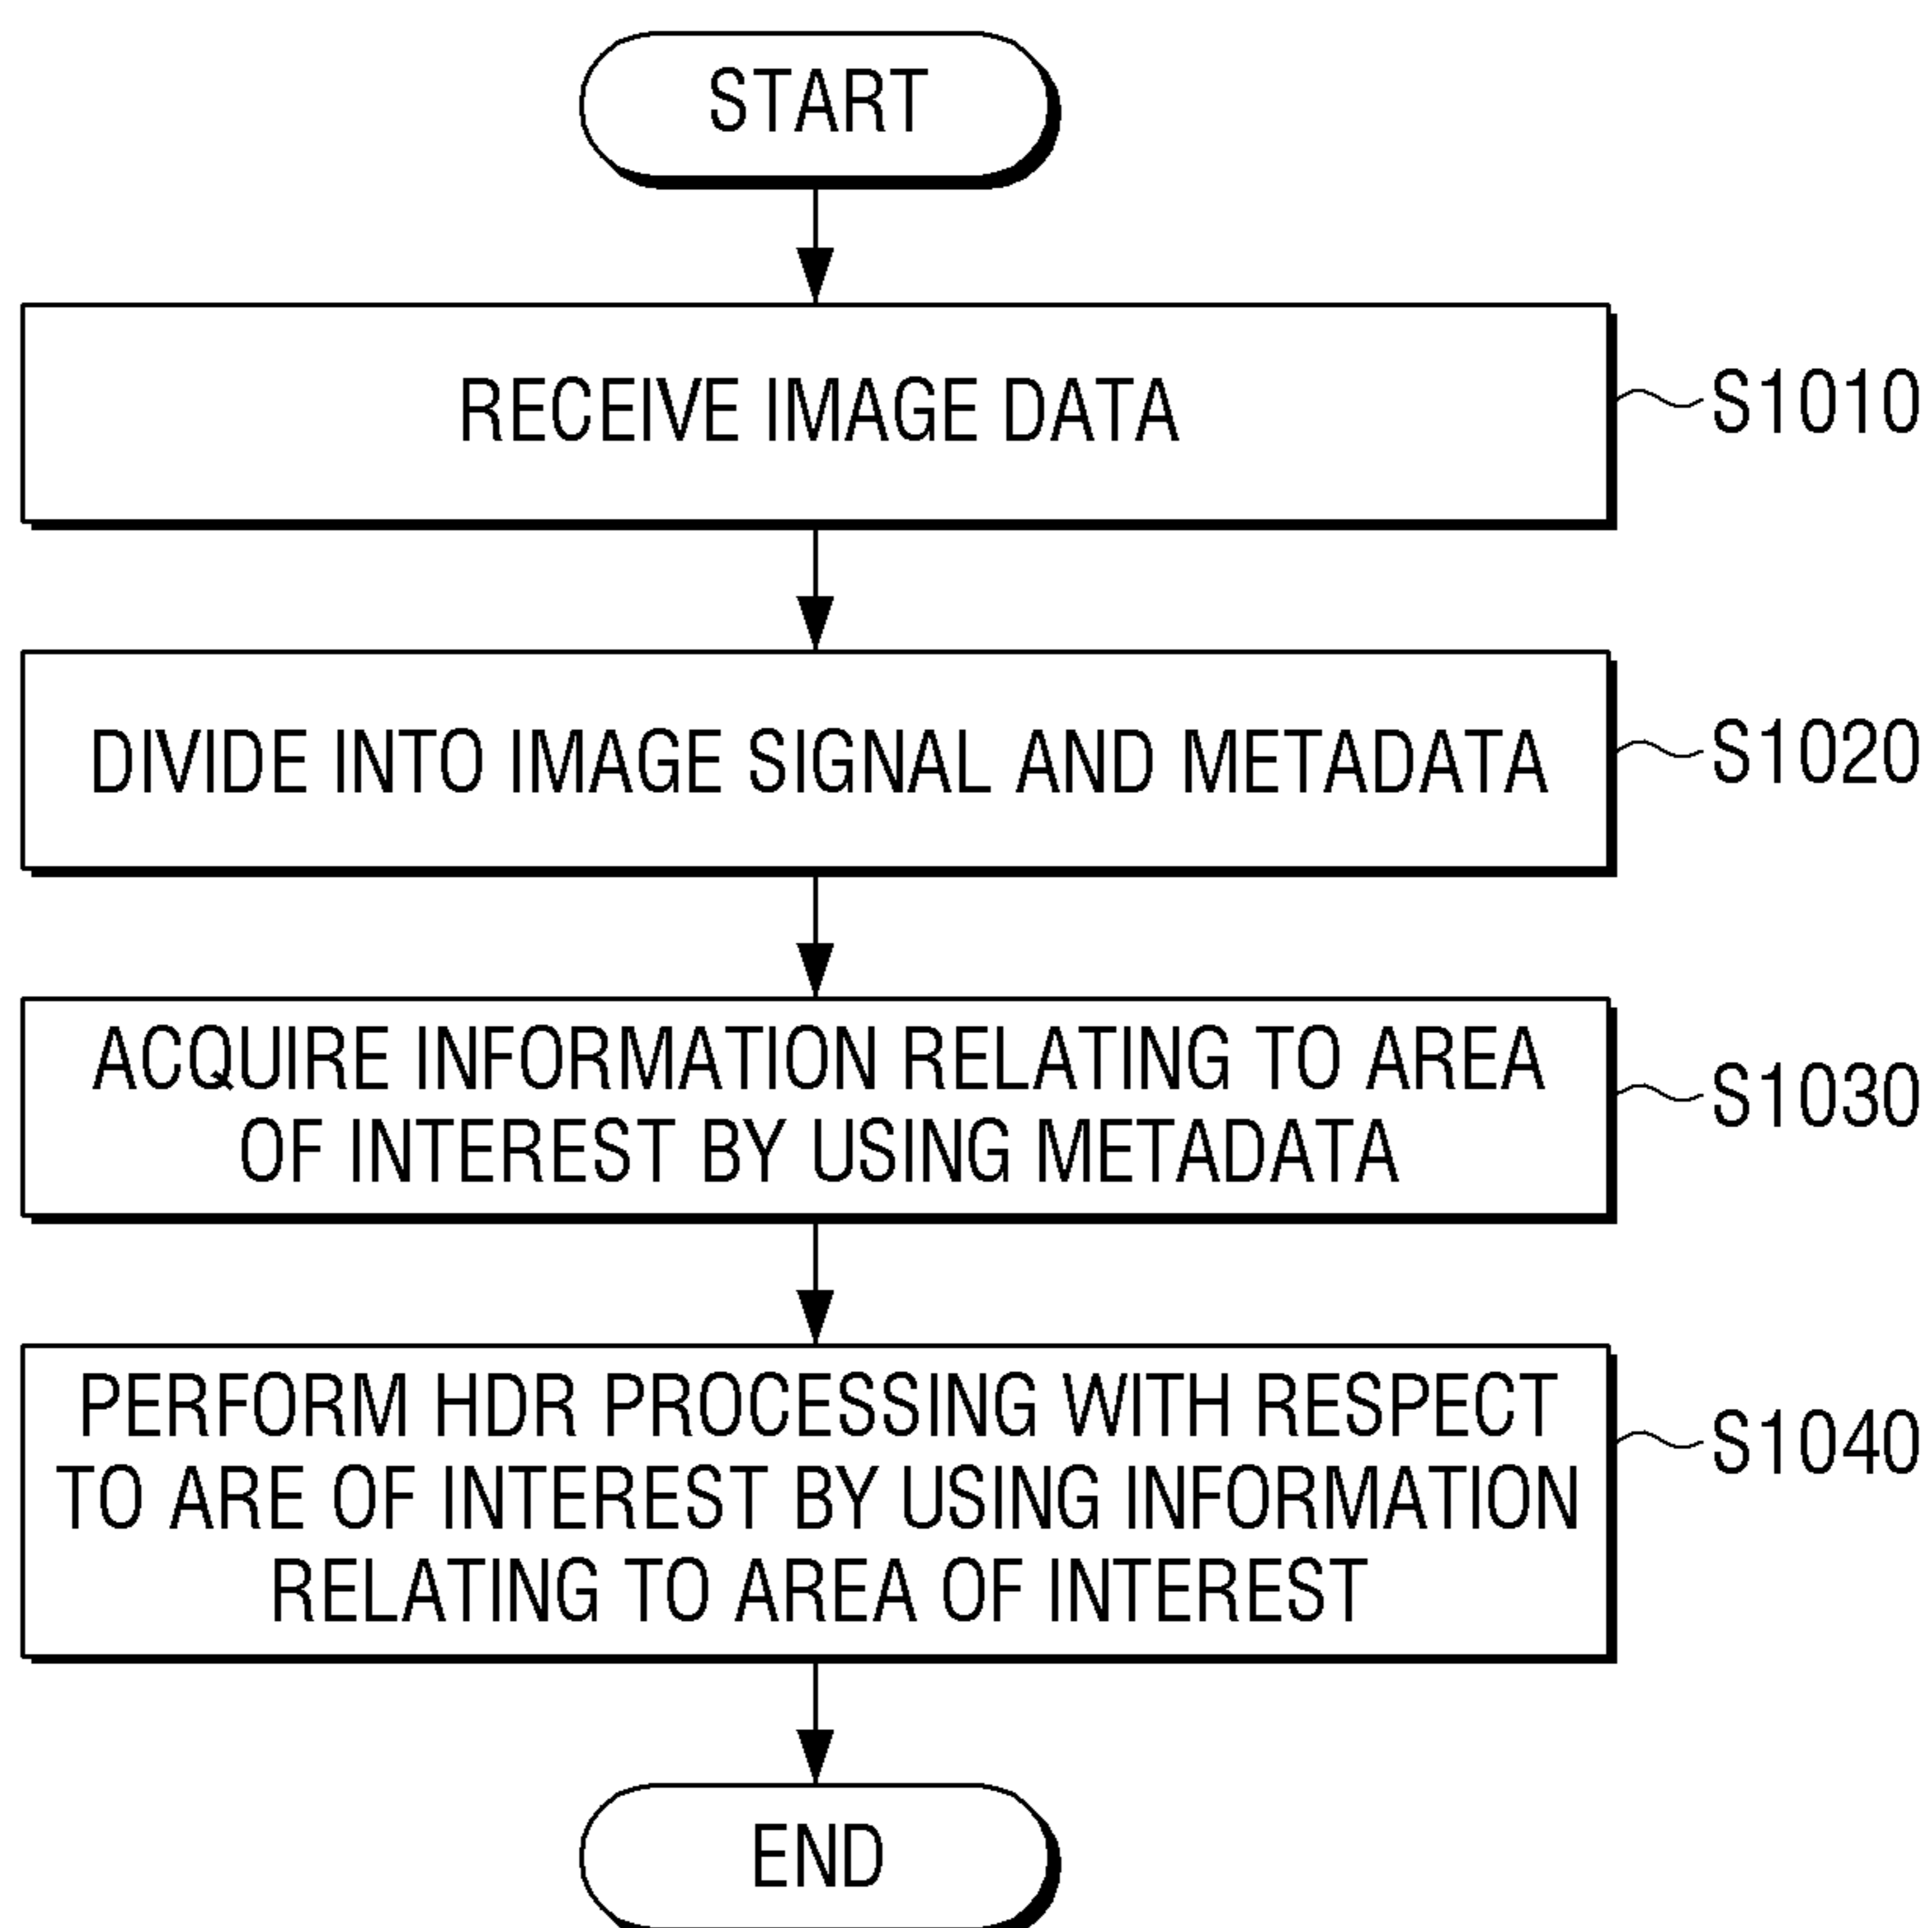 START
RECEIVE IMAGE DATA
S1010
DIVIDE INTO IMAGE SIGNAL AND METADATA
S1020
ACQUIRE INFORMATION RELATING TO AREA
OF INTEREST BY USING METADATA
S1030
PERFORM HDR PROCESSING WITH RESPECT
TO ARE OF INTEREST BY USING INFORMATION
RELATING TO AREA OF INTEREST
S1040
END